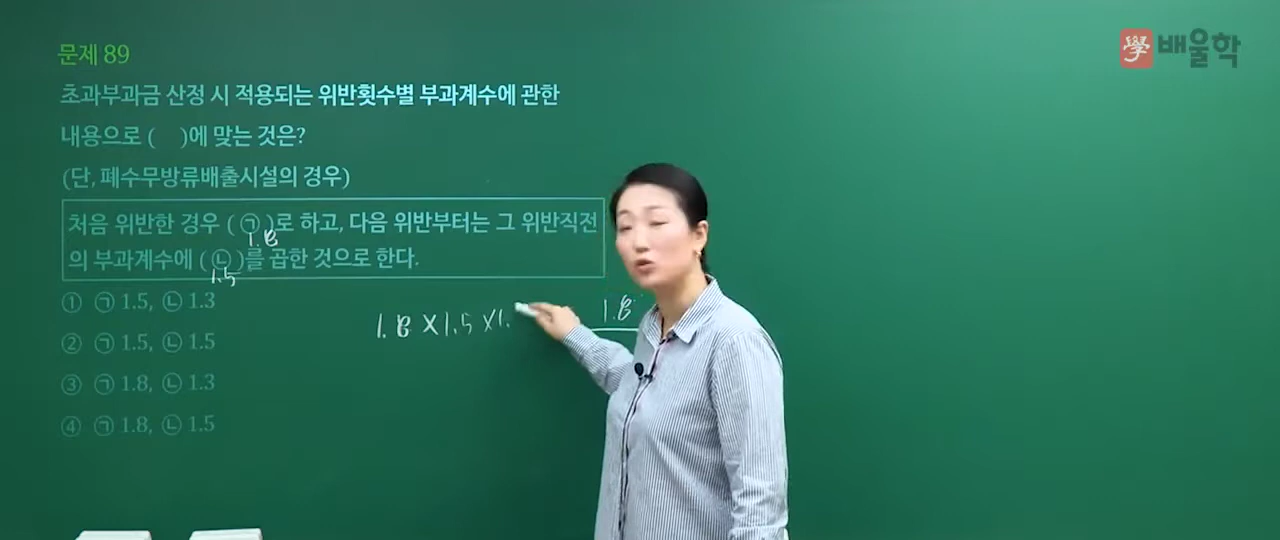 學 배울학
문제 89
초과부과금 산정 시 적용되는 위반횟수별 부과계수에 관한
내용으로 ( )에 맞는 것은?
(단, 폐수무방류배출시설의 경우)
처음 위반한 경우 ( ㉠ )로 하고, 다음 위반부터는 그 위반직전
1.8
의 부과계수에 ( ㉡ )를 곱한 것으로 한다.
1.5
① ㉠ 1.5, ㉡ 1.3
② ㉠ 1.5, ㉡ 1.5
③ ㉠ 1.8, ㉡ 1.3
④ ㉠ 1.8, ㉡ 1.5
1.8 × 1.5 × 1.
1.8